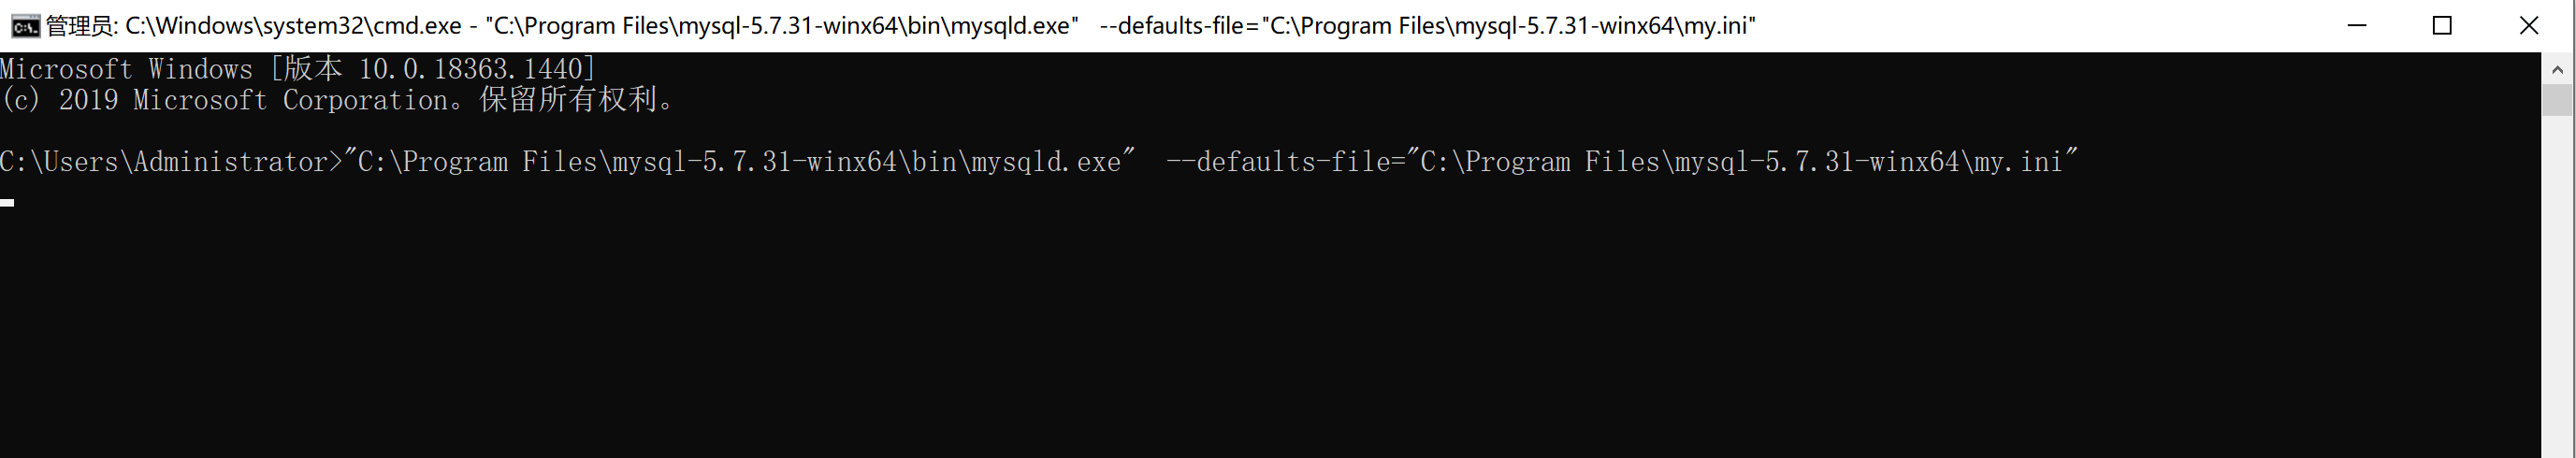 管理员: C:\Windows\system32\cmd.exe - "C:\Program Files\mysql-5.7.31-winx64\bin\mysqld.exe"   --defaults-file="C:\Program Files\mysql-5.7.31-winx64\my.ini"
Microsoft Windows [版本 10.0.18363.1440]
(c) 2019 Microsoft Corporation。保留所有权利。
C:\Users\Administrator>"C:\Program Files\mysql-5.7.31-winx64\bin\mysqld.exe"  --defaults-file="C:\Program Files\mysql-5.7.31-winx64\my.ini"